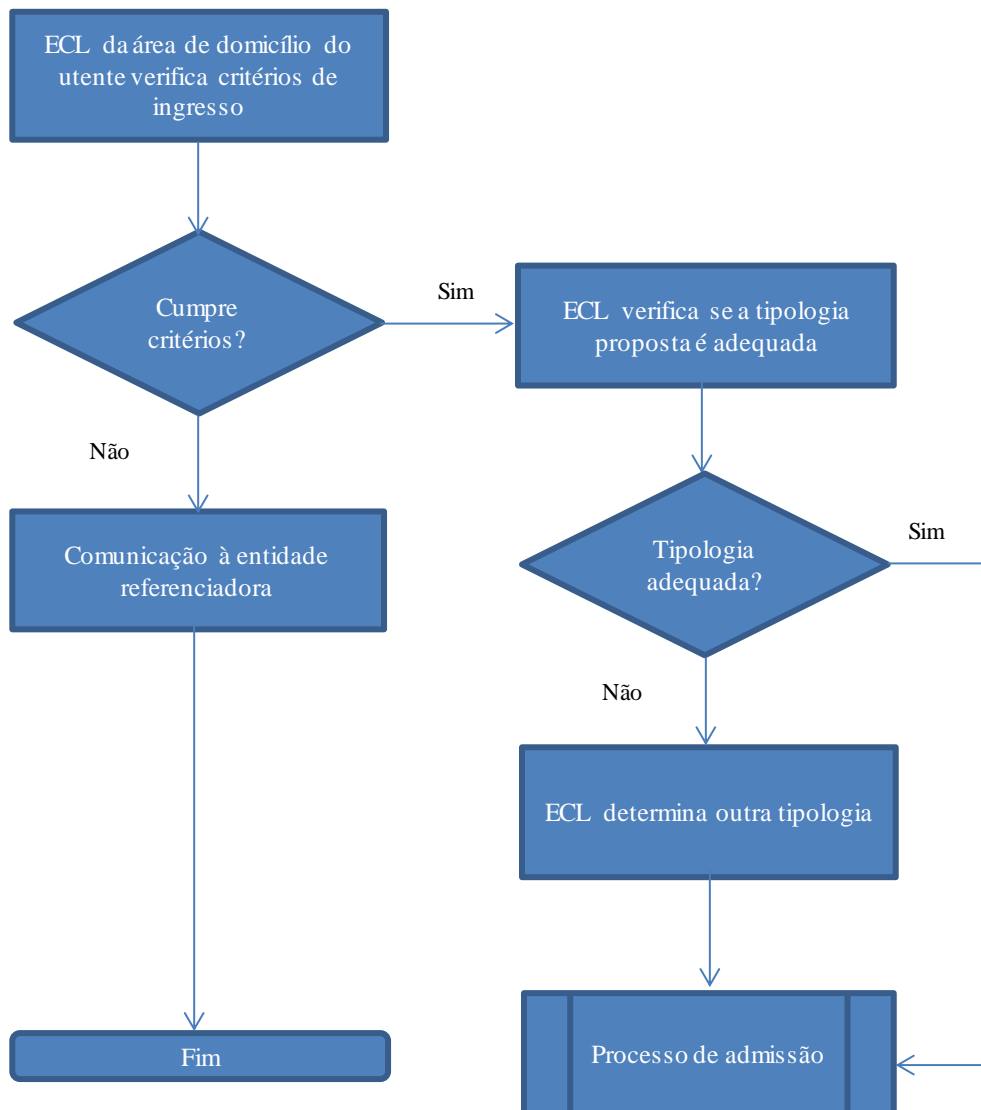 ECL da área de domicílio do
utente verifica critérios de
ingresso
Cumpre
critérios?
Sim
ECL verifica se a tipologia
proposta é adequada
Não
Comunicação à entidade
referenciadora
Tipologia
adequada?
Sim
Não
ECL determina outra tipologia
Fim
Processo de admissão